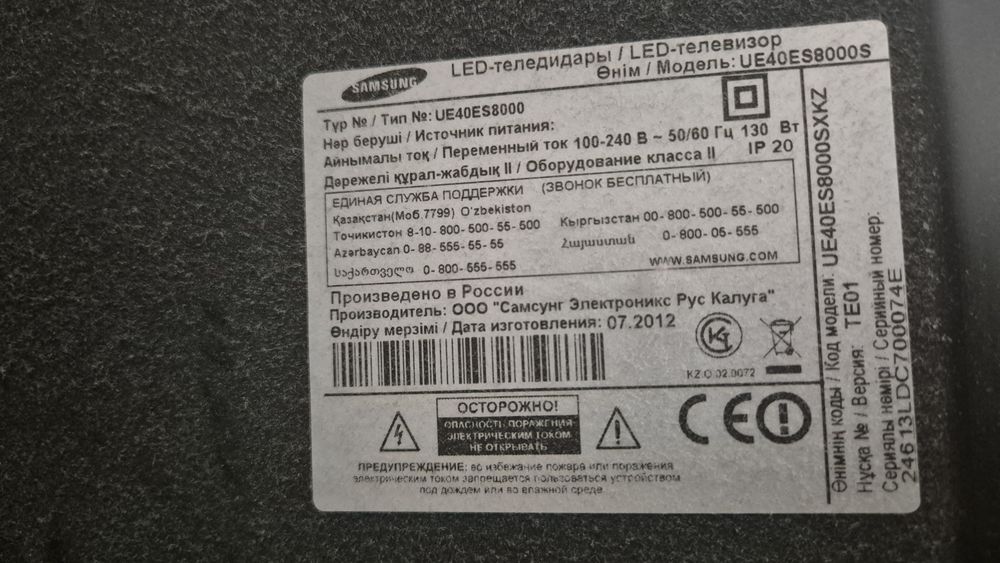 SAMSUNG
LED-теледидары / LED-телевизор
Өнім / Модель: UE40ES8000S
Түр № / Тип №: UE40ES8000
Нәр беруші / Источник питания:
Айнымалы тоқ / Переменный ток 100-240 В ~ 50/60 Гц 130 Вт
Дәрежелі құрал-жабдық II / Оборудование класса II IP 20
ЕДИНАЯ СЛУЖБА ПОДДЕРЖКИ (ЗВОНОК БЕСПЛАТНЫЙ)
Қазақстан(Моб.7799) O'zbekiston
Точикистон 8-10-800-500-55-500
Кыргызстан 00-800-500-55-500
Azərbaycan 0-88-555-55-55
Հայաստան 0-800-05-555
საქართველო 0-800-555-555
WWW.SAMSUNG.COM
Произведено в России
Производитель: ООО "Самсунг Электроникс Рус Калуга"
Өндіру мерзімі / Дата изготовления: 07.2012
KZ.O.02.0072
ОСТОРОЖНО!
ОПАСНОСТЬ ПОРАЖЕНИЯ
ЭЛЕКТРИЧЕСКИМ ТОКОМ
НЕ ОТКРЫВАТЬ
ПРЕДУПРЕЖДЕНИЕ: во избежание пожара или поражения
электрическим током запрещается пользоваться устройством
под дождем или во влажной среде.
CE
Өнімнің коды / Код модели: UE40ES8000SXKZ
Нұсқа № / Версия: TE01
Сериялы нөмірі / Серийный номер:
24613LDC700074E